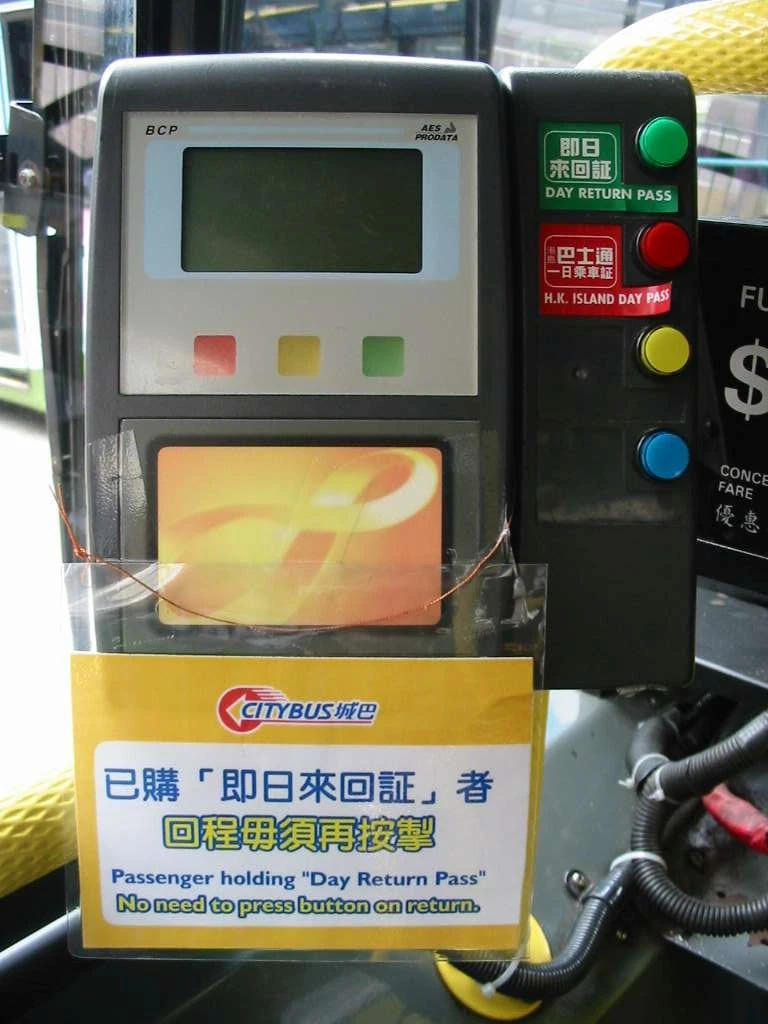 BCP
AES
PRODATA
即日
來回証
DAY RETURN PASS
巴士通
一日乘車証
H.K. ISLAND DAY PASS
FU
$
CONCE
FARE
優惠
CITYBUS城巴
已購「即日來回証」者
回程毋須再按掣
Passenger holding "Day Return Pass"
No need to press button on return.